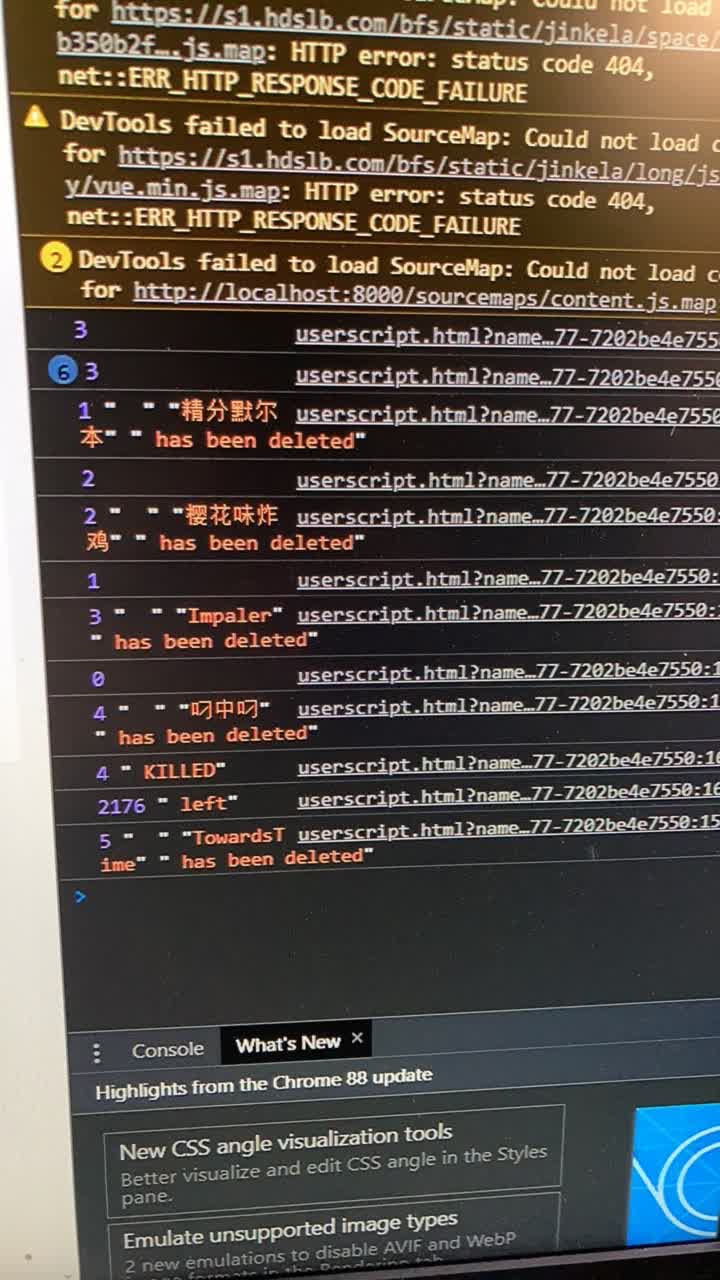 for https://s1.hdslb.com/bfs/static/jinkela/space/
b350b2f….js.map: HTTP error: status code 404,
net::ERR_HTTP_RESPONSE_CODE_FAILURE
DevTools failed to load SourceMap: Could not load c
for https://s1.hdslb.com/bfs/static/jinkela/long/js
y/vue.min.js.map: HTTP error: status code 404,
net::ERR_HTTP_RESPONSE_CODE_FAILURE
2 DevTools failed to load SourceMap: Could not load c
for http://localhost:8000/sourcemaps/content.js.map
3 userscript.html?name…77-7202be4e755
6 3 userscript.html?name…77-7202be4e7550
1 "  " "精分默尔 userscript.html?name…77-7202be4e7550
本" " has been deleted"
2 userscript.html?name…77-7202be4e7550
2 "  " "樱花味炸 userscript.html?name…77-7202be4e7550:
鸡" " has been deleted"
1 userscript.html?name…77-7202be4e7550:
3 "  " "Impaler" userscript.html?name…77-7202be4e7550:
" has been deleted"
0 userscript.html?name…77-7202be4e7550:1
4 "  " "叼中叼" userscript.html?name…77-7202be4e7550:1
" has been deleted"
4 " KILLED" userscript.html?name…77-7202be4e7550:16
2176 " left" userscript.html?name…77-7202be4e7550:16
5 "  " "TowardsT userscript.html?name…77-7202be4e7550:15
ime" " has been deleted"
>
Console What's New ×
Highlights from the Chrome 88 update
New CSS angle visualization tools
Better visualize and edit CSS angle in the Styles
pane.
Emulate unsupported image types
2 new emulations to disable AVIF and WebP